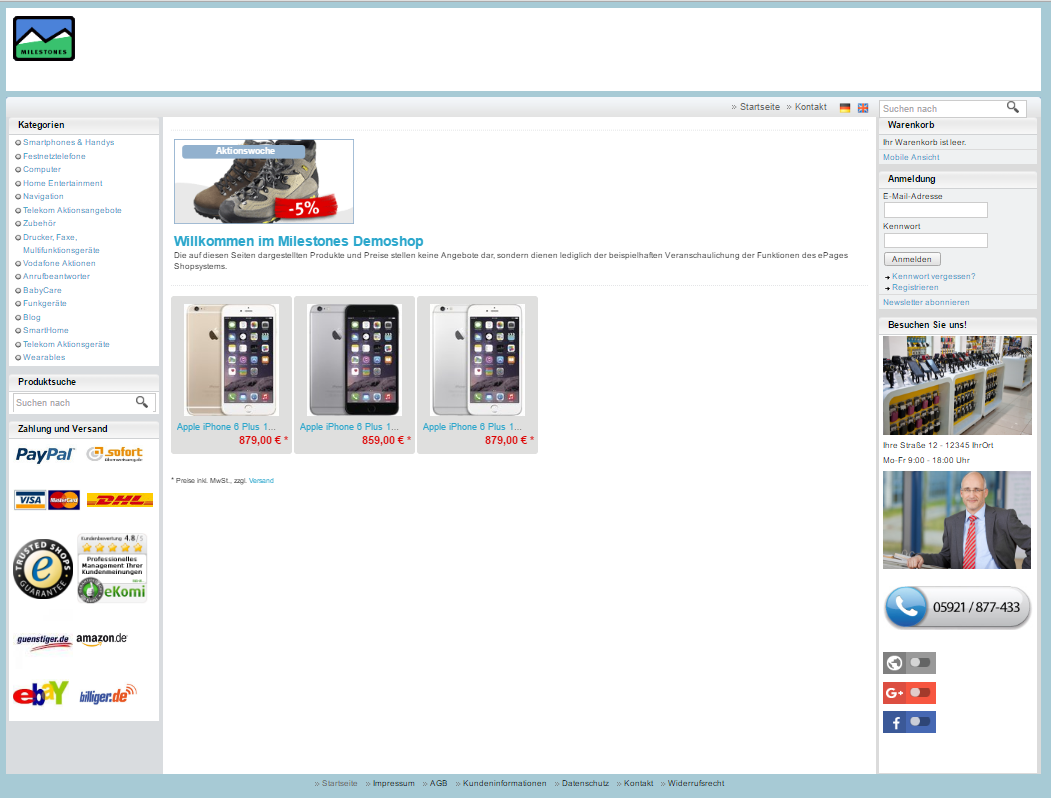 MILESTONES
» Startseite » Kontakt
Suchen nach
Kategorien
Smartphones & Handys
Festnetztelefone
Computer
Home Entertainment
Navigation
Telekom Aktionsangebote
Zubehör
Drucker, Faxe,
Multifunktionsgeräte
Vodafone Aktionen
Anrufbeantworter
BabyCare
Funkgeräte
Blog
SmartHome
Telekom Aktionsgeräte
Wearables
Produktsuche
Suchen nach
Zahlung und Versand
PayPal
sofort
überweisung.de
VISA
MasterCard
DHL
TRUSTED SHOPS
GUARANTEE
Kundenbewertung 4.8 / 5
Professionelles
Management Ihrer
Kundenmeinungen
eKomi
guenstiger.de
amazon.de
ebay
billiger.de
Aktionswoche
-5%
Willkommen im Milestones Demoshop
Die auf diesen Seiten dargestellten Produkte und Preise stellen keine Angebote dar, sondern dienen lediglich der beispielhaften Veranschaulichung der Funktionen des ePages
Shopsystems.
Apple iPhone 6 Plus 1...
879,00 € *
Apple iPhone 6 Plus 1...
859,00 € *
Apple iPhone 6 Plus 1...
879,00 € *
* Preise inkl. MwSt., zzgl. Versand
Warenkorb
Ihr Warenkorb ist leer.
Mobile Ansicht
Anmeldung
E-Mail-Adresse
Kennwort
Anmelden
Kennwort vergessen?
Registrieren
Newsletter abonnieren
Besuchen Sie uns!
Ihre Straße 12 - 12345 IhrOrt
Mo-Fr 9:00 - 18:00 Uhr
05921 / 877-433
G+
f
» Startseite » Impressum » AGB » Kundeninformationen » Datenschutz » Kontakt » Widerrufsrecht